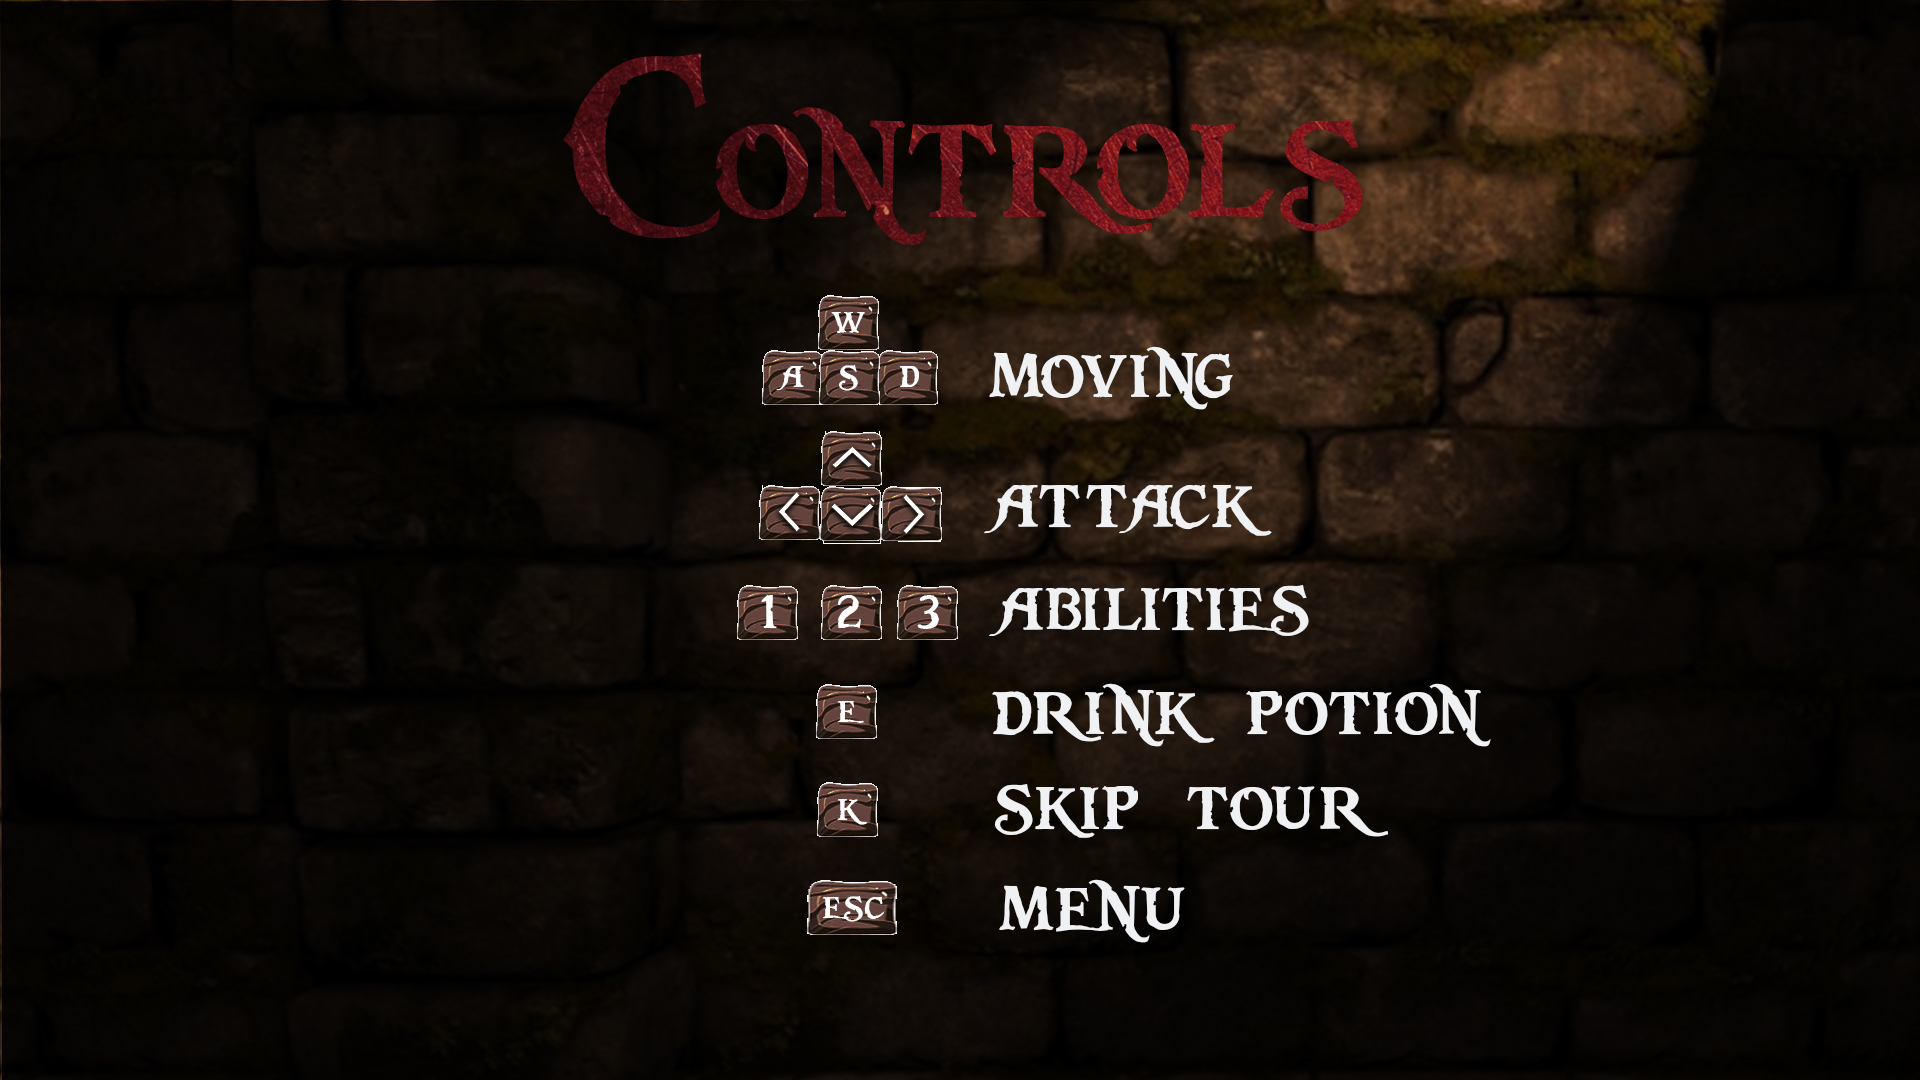 CONTROLS
W
A S D MOVING
^
< ⌄ > ATTACK
1 2 3 ABILITIES
E DRINK POTION
K SKIP TOUR
ESC MENU